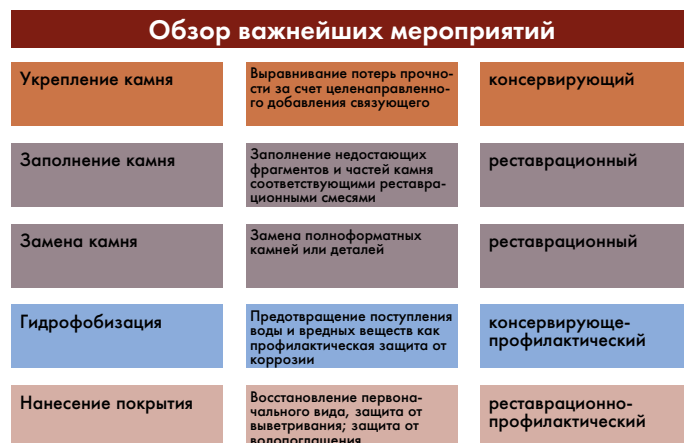 Обзор важнейших мероприятий
Укрепление камня
Выравнивание потерь прочно-
сти за счет целенаправленно-
го добавления связующего
консервирующий
Заполнение камня
Заполнение недостающих
фрагментов и частей камня
соответствующими реставра-
ционными смесями
реставрационный
Замена камня
Замена полноформатных
камней или деталей
реставрационный
Гидрофобизация
Предотвращение поступления
воды и вредных веществ как
профилактическая защита от
коррозии
консервирующе-
профилактический
Нанесение покрытия
Восстановление первона-
чального вида, защита от
выветривания; защита от
водопоглащения
реставрационно-
профилактический